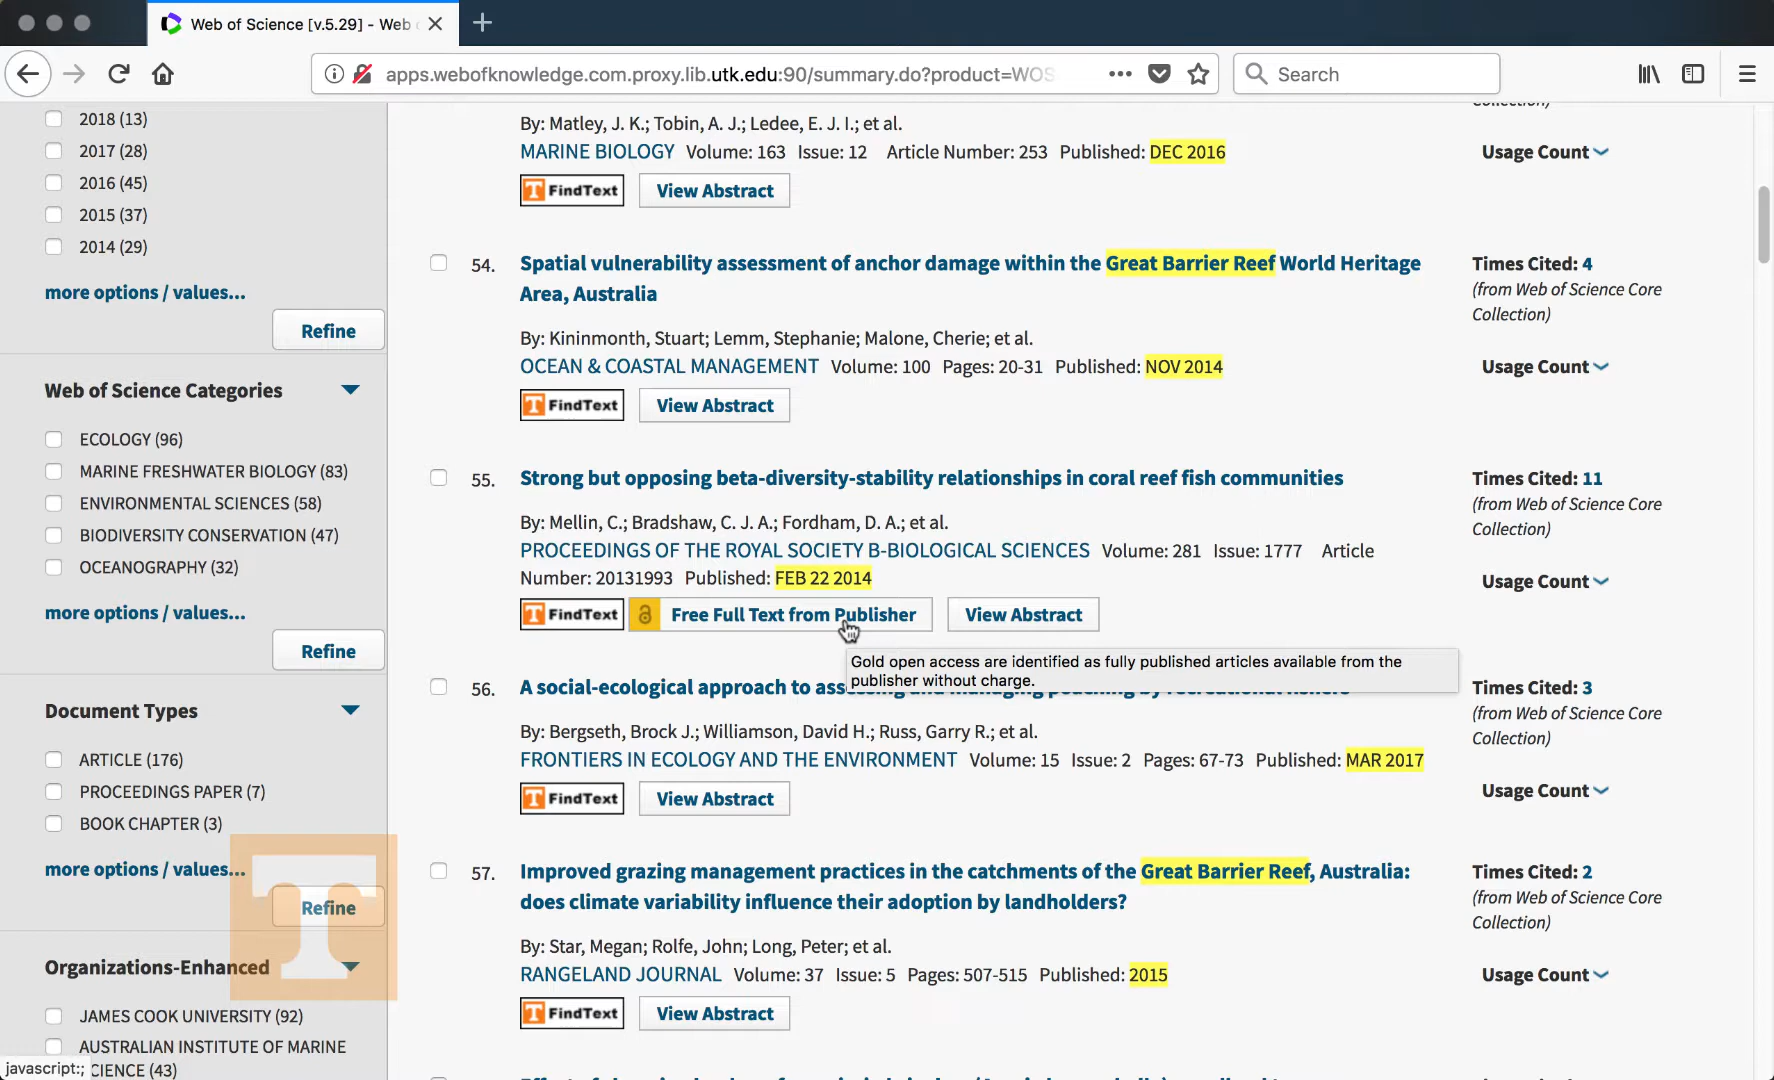 Web of Science [v.5.29] - Web
apps.webofknowledge.com.proxy.lib.utk.edu:90/summary.do?product=WOS
Search
2018 (13)
2017 (28)
2016 (45)
2015 (37)
2014 (29)
more options / values...
Refine
Web of Science Categories
ECOLOGY (96)
MARINE FRESHWATER BIOLOGY (83)
ENVIRONMENTAL SCIENCES (58)
BIODIVERSITY CONSERVATION (47)
OCEANOGRAPHY (32)
more options / values...
Refine
Document Types
ARTICLE (176)
PROCEEDINGS PAPER (7)
BOOK CHAPTER (3)
more options / values...
Refine
T
Organizations-Enhanced
JAMES COOK UNIVERSITY (92)
AUSTRALIAN INSTITUTE OF MARINE
CIENCE (43)
javascript:;
Collection)
By: Matley, J. K.; Tobin, A. J.; Ledee, E. J. I.; et al.
MARINE BIOLOGY Volume: 163 Issue: 12 Article Number: 253 Published: DEC 2016
Usage Count
T FindText View Abstract
54. Spatial vulnerability assessment of anchor damage within the Great Barrier Reef World Heritage
Area, Australia
By: Kininmonth, Stuart; Lemm, Stephanie; Malone, Cherie; et al.
OCEAN & COASTAL MANAGEMENT Volume: 100 Pages: 20-31 Published: NOV 2014
T FindText View Abstract
Times Cited: 4
(from Web of Science Core
Collection)
Usage Count
55. Strong but opposing beta-diversity-stability relationships in coral reef fish communities
By: Mellin, C.; Bradshaw, C. J. A.; Fordham, D. A.; et al.
PROCEEDINGS OF THE ROYAL SOCIETY B-BIOLOGICAL SCIENCES Volume: 281 Issue: 1777 Article
Number: 20131993 Published: FEB 22 2014
T FindText Free Full Text from Publisher View Abstract
Times Cited: 11
(from Web of Science Core
Collection)
Usage Count
Gold open access are identified as fully published articles available from the
publisher without charge.
56. A social-ecological approach to assessing and managing poaching by recreational fishers
By: Bergseth, Brock J.; Williamson, David H.; Russ, Garry R.; et al.
FRONTIERS IN ECOLOGY AND THE ENVIRONMENT Volume: 15 Issue: 2 Pages: 67-73 Published: MAR 2017
T FindText View Abstract
Times Cited: 3
(from Web of Science Core
Collection)
Usage Count
57. Improved grazing management practices in the catchments of the Great Barrier Reef, Australia:
does climate variability influence their adoption by landholders?
By: Star, Megan; Rolfe, John; Long, Peter; et al.
RANGELAND JOURNAL Volume: 37 Issue: 5 Pages: 507-515 Published: 2015
T FindText View Abstract
Times Cited: 2
(from Web of Science Core
Collection)
Usage Count